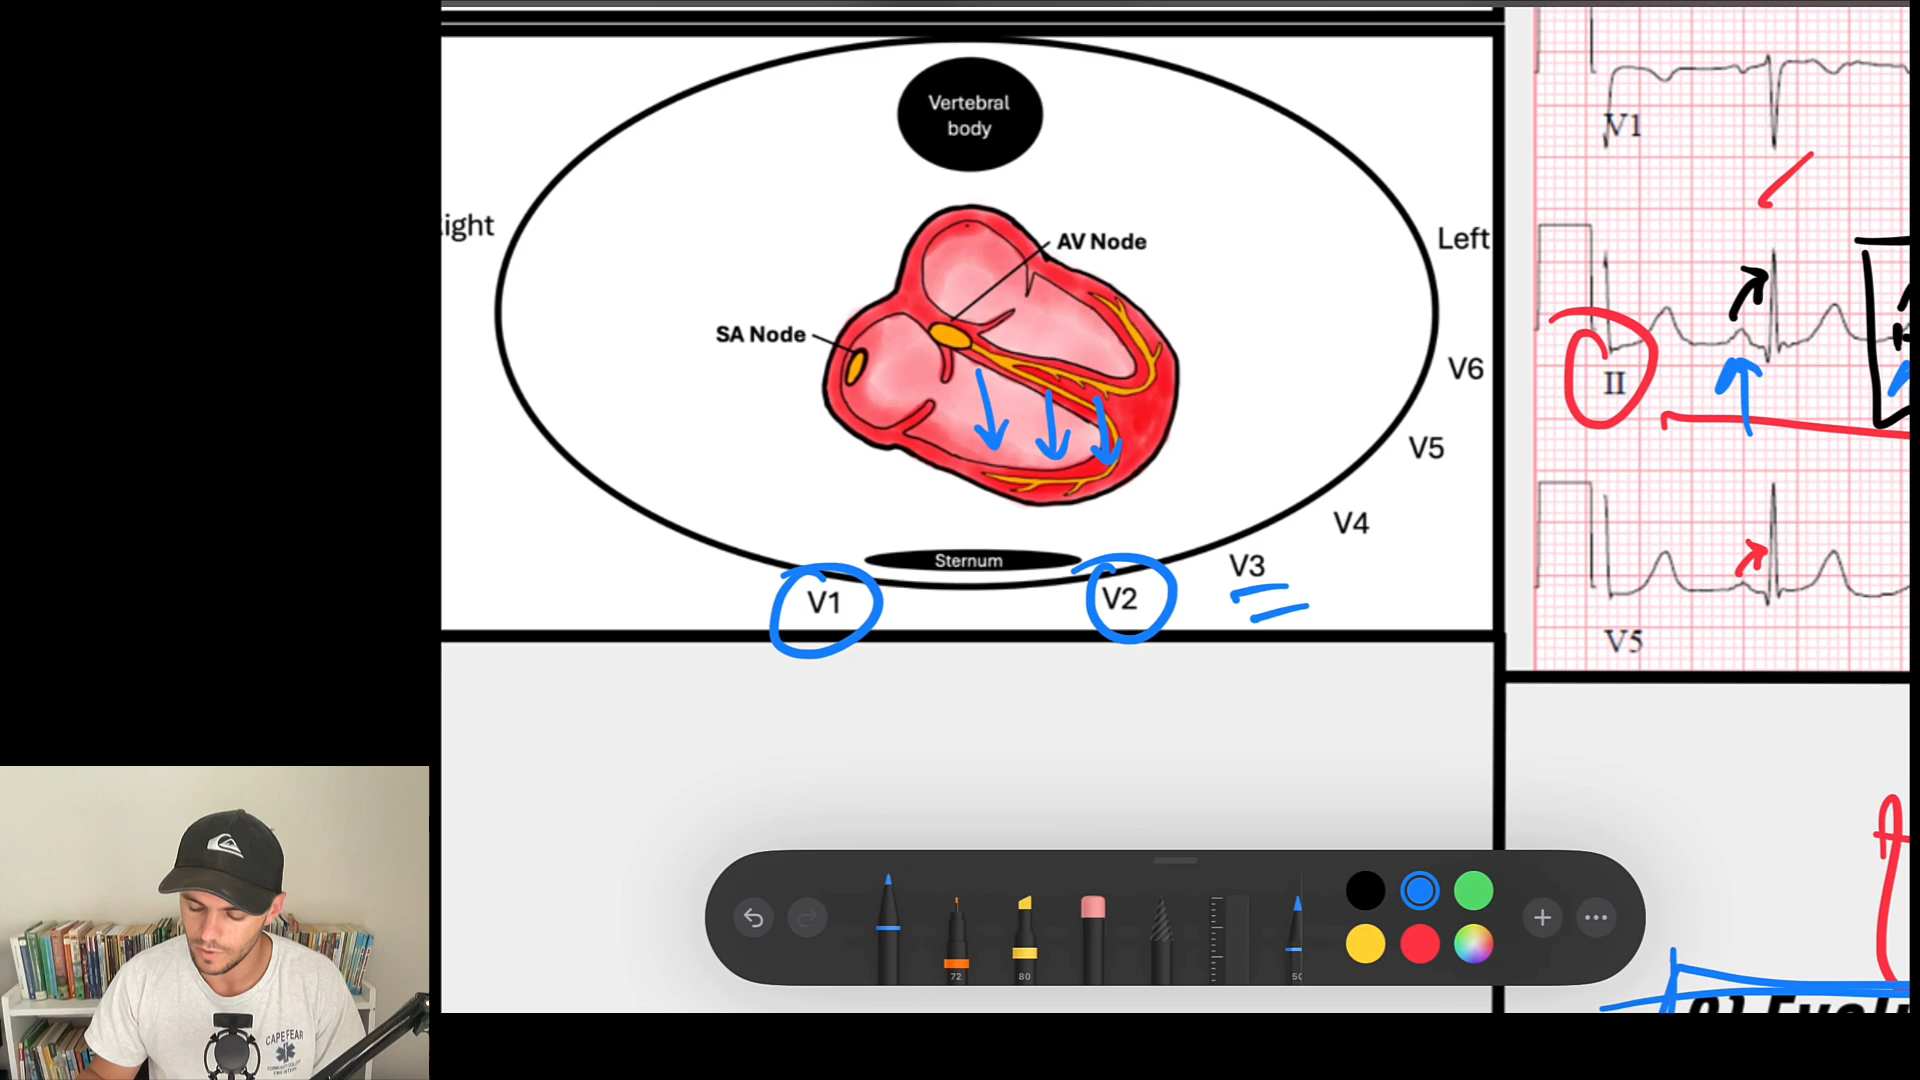 Vertebral
body
AV Node
ight
Left
SA Node
V6
V5
V4
V3
Sternum
V1
V2
V1
II
V5
72
80
50
CAPE FEAR